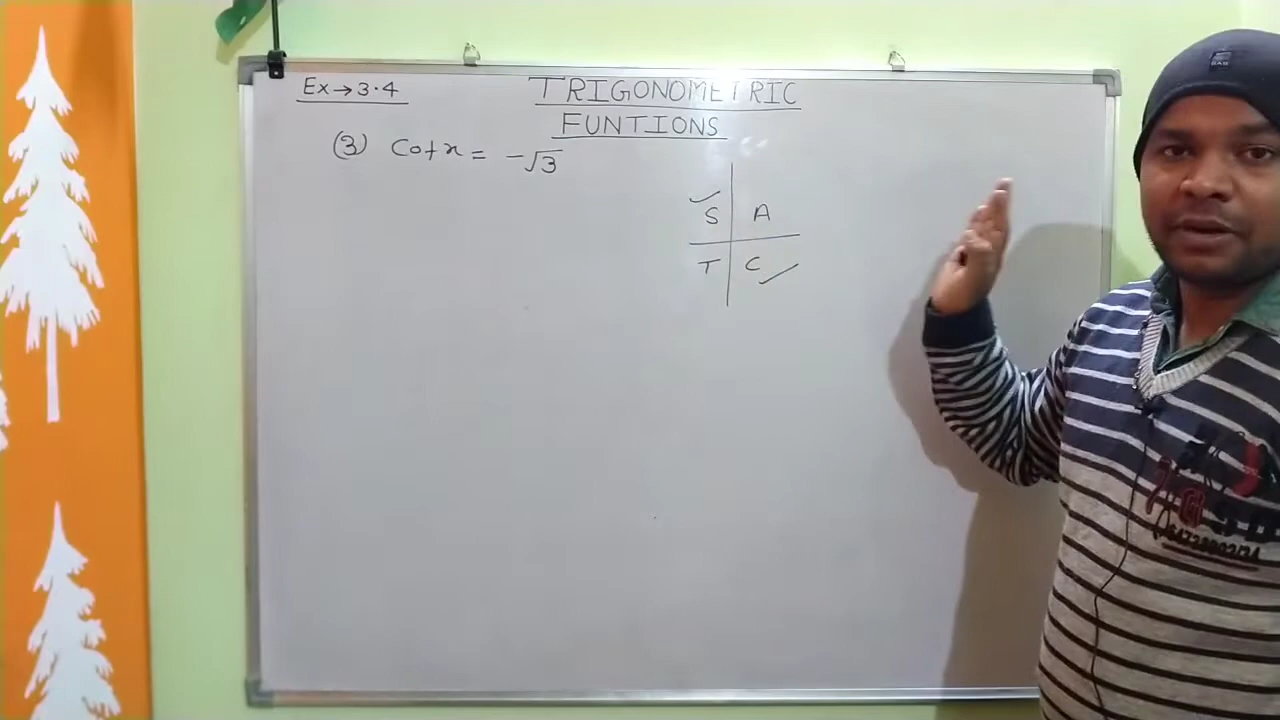 Ex→3.4
TRIGONOMETRIC
FUNTIONS
(3) Cot x = -√3
S A
T C